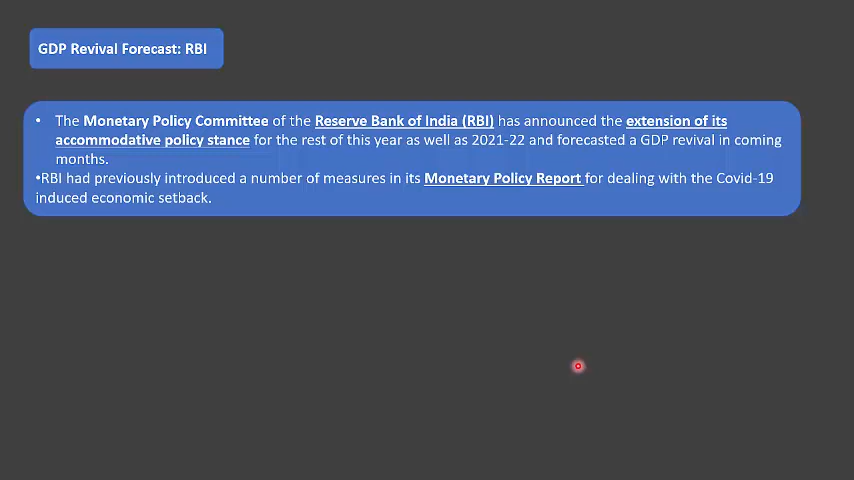 GDP Revival Forecast: RBI
• The Monetary Policy Committee of the Reserve Bank of India (RBI) has announced the extension of its
accommodative policy stance for the rest of this year as well as 2021-22 and forecasted a GDP revival in coming
months.
•RBI had previously introduced a number of measures in its Monetary Policy Report for dealing with the Covid-19
induced economic setback.